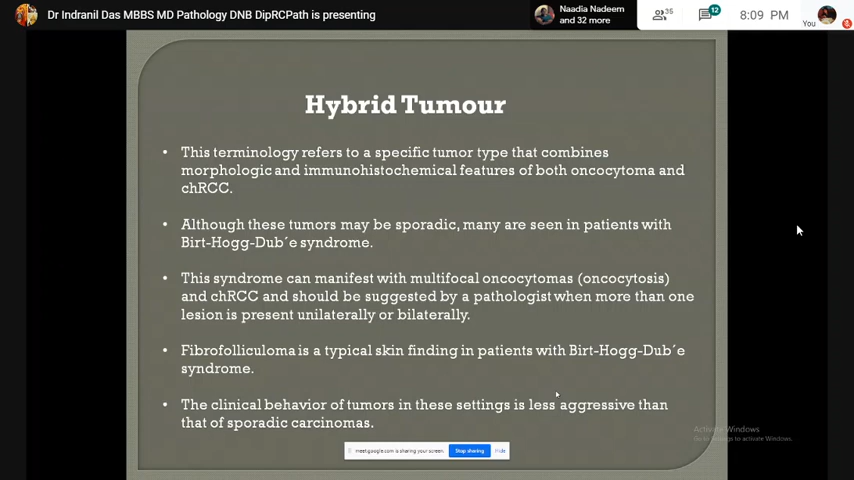 Dr Indranil Das MBBS MD Pathology DNB DipRCPath is presenting
Naadia Nadeem
and 32 more
35
12
8:09 PM
You
Hybrid Tumour
• This terminology refers to a specific tumor type that combines
morphologic and immunohistochemical features of both oncocytoma and
chRCC.
• Although these tumors may be sporadic, many are seen in patients with
Birt-Hogg-Dub´e syndrome.
• This syndrome can manifest with multifocal oncocytomas (oncocytosis)
and chRCC and should be suggested by a pathologist when more than one
lesion is present unilaterally or bilaterally.
• Fibrofolliculoma is a typical skin finding in patients with Birt-Hogg-Dub´e
syndrome.
• The clinical behavior of tumors in these settings is less aggressive than
that of sporadic carcinomas.
Activate Windows
Go to Settings to activate Windows.
meet.google.com is sharing your screen.
Stop sharing
Hide